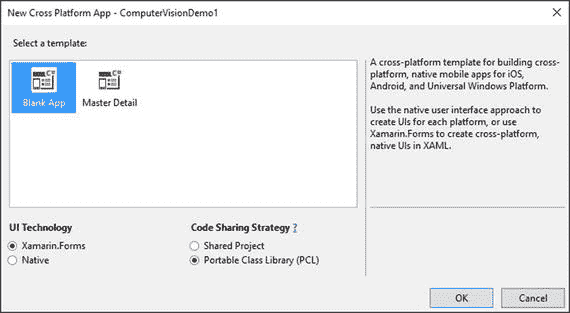 New Cross Platform App - ComputerVisionDemo1
Select a template:
Blank App
Master Detail
A cross-platform template for building cross-
platform, native mobile apps for iOS,
Android, and Universal Windows Platform.
Use the native user interface approach to
create UIs for each platform, or use
Xamarin.Forms to create cross-platform,
native UIs in XAML.
UI Technology
Xamarin.Forms
Native
Code Sharing Strategy ?
Shared Project
Portable Class Library (PCL)
OK
Cancel